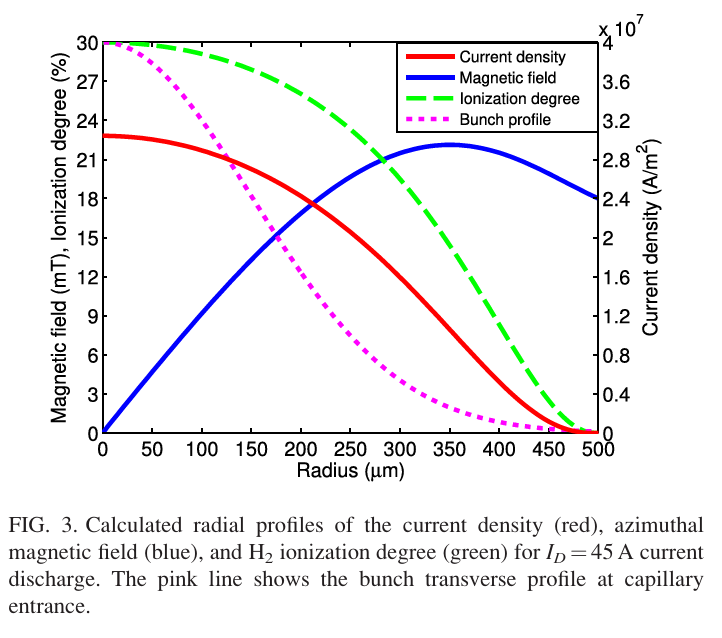 x 10⁷
30 27 24 21 18 15 12 9 6 3 0
Magnetic field (mT), Ionization degree (%)
Current density
Magnetic field
Ionization degree
Bunch profile
4 3.6 3.2 2.8 2.4 2 1.6 1.2 0.8 0.4 0
Current density (A/m²)
0 50 100 150 200 250 300 350 400 450 500
Radius (μm)
FIG. 3. Calculated radial profiles of the current density (red), azimuthal
magnetic field (blue), and H₂ ionization degree (green) for I_D = 45 A current
discharge. The pink line shows the bunch transverse profile at capillary
entrance.